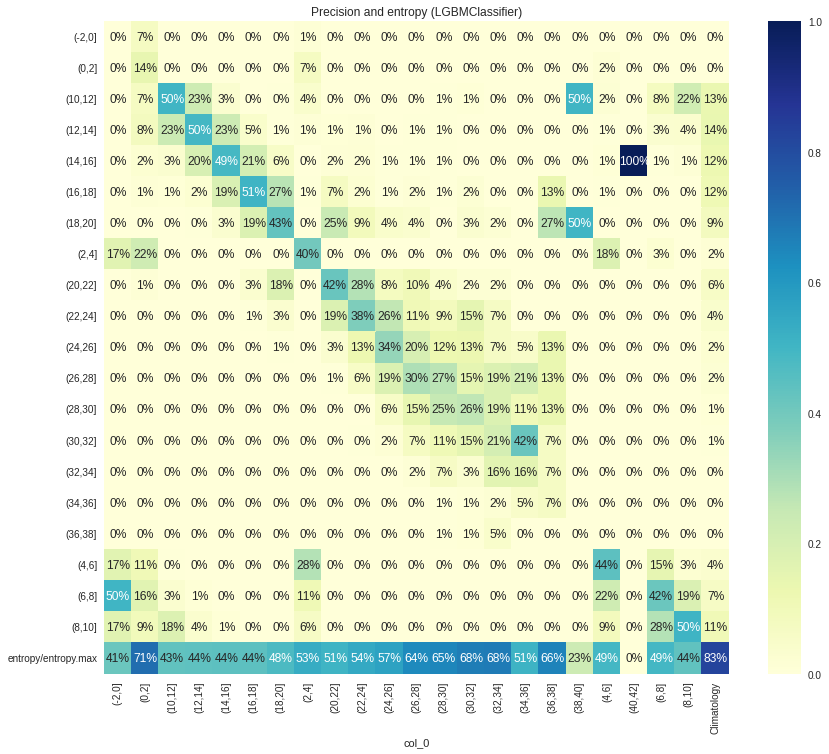 Precision and entropy (LGBMClassifier)
(-2,0] 0% 7% 0% 0% 0% 0% 0% 1% 0% 0% 0% 0% 0% 0% 0% 0% 0% 0% 0% 0% 0% 0% 0%
(0,2] 0% 14% 0% 0% 0% 0% 0% 7% 0% 0% 0% 0% 0% 0% 0% 0% 0% 0% 2% 0% 0% 0% 0%
(10,12] 0% 7% 50% 23% 3% 0% 0% 4% 0% 0% 0% 0% 1% 1% 0% 0% 0% 50% 2% 0% 8% 22% 13%
(12,14] 0% 8% 23% 50% 23% 5% 1% 1% 1% 1% 0% 1% 1% 0% 0% 0% 0% 0% 1% 0% 3% 4% 14%
(14,16] 0% 2% 3% 20% 49% 21% 6% 0% 2% 2% 1% 1% 1% 0% 0% 0% 0% 0% 1% 100% 1% 1% 12%
(16,18] 0% 1% 1% 2% 19% 51% 27% 1% 7% 2% 1% 2% 1% 2% 0% 0% 13% 0% 1% 0% 0% 0% 12%
(18,20] 0% 0% 0% 0% 3% 19% 43% 0% 25% 9% 4% 4% 0% 3% 2% 0% 27% 50% 0% 0% 0% 0% 9%
(2,4] 17% 22% 0% 0% 0% 0% 0% 40% 0% 0% 0% 0% 0% 0% 0% 0% 0% 0% 18% 0% 3% 0% 2%
(20,22] 0% 1% 0% 0% 0% 3% 18% 0% 42% 28% 8% 10% 4% 2% 2% 0% 0% 0% 0% 0% 0% 0% 6%
(22,24] 0% 0% 0% 0% 0% 1% 3% 0% 19% 38% 26% 11% 9% 15% 7% 0% 0% 0% 0% 0% 0% 0% 4%
(24,26] 0% 0% 0% 0% 0% 0% 1% 0% 3% 13% 34% 20% 12% 13% 7% 5% 13% 0% 0% 0% 0% 0% 2%
(26,28] 0% 0% 0% 0% 0% 0% 0% 0% 1% 6% 19% 30% 27% 15% 19% 21% 13% 0% 0% 0% 0% 0% 2%
(28,30] 0% 0% 0% 0% 0% 0% 0% 0% 0% 0% 6% 15% 25% 26% 19% 11% 13% 0% 0% 0% 0% 0% 1%
(30,32] 0% 0% 0% 0% 0% 0% 0% 0% 0% 0% 2% 7% 11% 15% 21% 42% 7% 0% 0% 0% 0% 0% 1%
(32,34] 0% 0% 0% 0% 0% 0% 0% 0% 0% 0% 0% 2% 7% 3% 16% 16% 7% 0% 0% 0% 0% 0% 0%
(34,36] 0% 0% 0% 0% 0% 0% 0% 0% 0% 0% 0% 0% 1% 1% 2% 5% 7% 0% 0% 0% 0% 0% 0%
(36,38] 0% 0% 0% 0% 0% 0% 0% 0% 0% 0% 0% 0% 1% 1% 5% 0% 0% 0% 0% 0% 0% 0% 0%
(4,6] 17% 11% 0% 0% 0% 0% 0% 28% 0% 0% 0% 0% 0% 0% 0% 0% 0% 0% 44% 0% 15% 3% 4%
(6,8] 50% 16% 3% 1% 0% 0% 0% 11% 0% 0% 0% 0% 0% 0% 0% 0% 0% 0% 22% 0% 42% 19% 7%
(8,10] 17% 9% 18% 4% 1% 0% 0% 6% 0% 0% 0% 0% 0% 0% 0% 0% 0% 0% 9% 0% 28% 50% 11%
entropy/entropy.max 41% 71% 43% 44% 44% 44% 48% 53% 51% 54% 57% 64% 65% 68% 68% 51% 66% 23% 49% 0% 49% 44% 83%
(-2,0] (0,2] (10,12] (12,14] (14,16] (16,18] (18,20] (2,4] (20,22] (22,24] (24,26] (26,28] (28,30] (30,32] (32,34] (34,36] (36,38] (38,40] (4,6] (40,42] (6,8] (8,10] Climatology
col_0
1.0
0.8
0.6
0.4
0.2
0.0